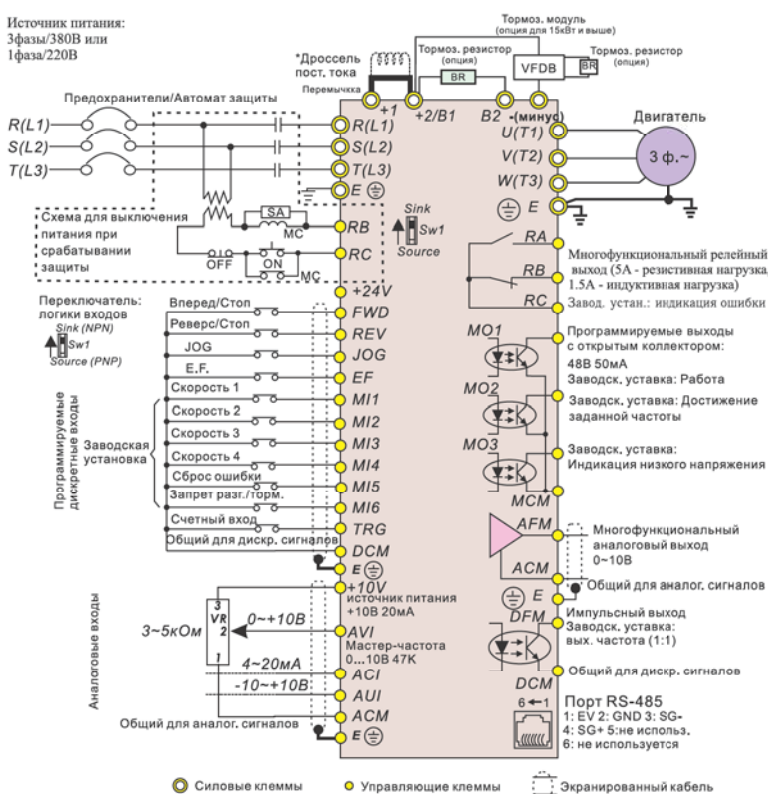 Источник питания:
3фазы/380В или
1фаза/220В
*Дроссель
пост. тока
Перемычкка
Тормоз. модуль
(опция для 15кВт и выше)
Тормоз. резистор
(опция)
BR
VFDB
Тормоз. резистор
(опция)
BR
Предохранители/Автомат защиты
+1
+2/B1
B2
-(минус)
Двигатель
R(L1)
S(L2)
T(L3)
R(L1)
S(L2)
T(L3)
E
U(T1)
V(T2)
W(T3)
E
3 ф.~
Схема для выключения
питания при
срабатывании
защиты
SA
MC
OFF
ON
MC
RB
RC
Sink
Sw1
Source
RA
RB
RC
Многофункциональный релейный
выход (5А - резистивная нагрузка,
1.5А - индуктивная нагрузка)
Завод. устан.: индикация ошибки
Переключатель:
логики входов
Sink (NPN)
Sw1
Source (PNP)
+24V
Вперед/Стоп
FWD
Реверс/Стоп
REV
JOG
JOG
E.F.
EF
Скорость 1
MI1
Скорость 2
MI2
Скорость 3
MI3
Скорость 4
MI4
Сброс ошибки
MI5
Запрет разг./торм.
MI6
Счетный вход
TRG
Общий для дискр. сигналов
DCM
E
Программируемые
дискретные входы
Заводская
установка
MO1
MO2
MO3
MCM
Программируемые выходы
с открытым коллектором:
48В 50мА
Заводск. уставка: Работа
Заводск. уставка: Достижение
заданной частоты
Заводск. уставка:
Индикация низкого напряжения
AFM
ACM
E
Многофункциональный
аналоговый выход
0~10В
Общий для аналог. сигналов
DFM
Импульсный выход
Заводск. уставка:
вых. частота (1:1)
Общий для дискр. сигналов
DCM
Аналоговые входы
3~5кОм
3
VR
2
1
+10V
источник питания
+10В 20мА
0~+10В
AVI
Мастер-частота
0...10В 47K
4~20мА
ACI
-10~+10В
AUI
Общий для аналог. сигналов
ACM
E
6←1
Порт RS-485
1: EV 2: GND 3: SG-
4: SG+ 5:не использ.
6: не используется
Силовые клеммы
Управляющие клеммы
Экранированный кабель